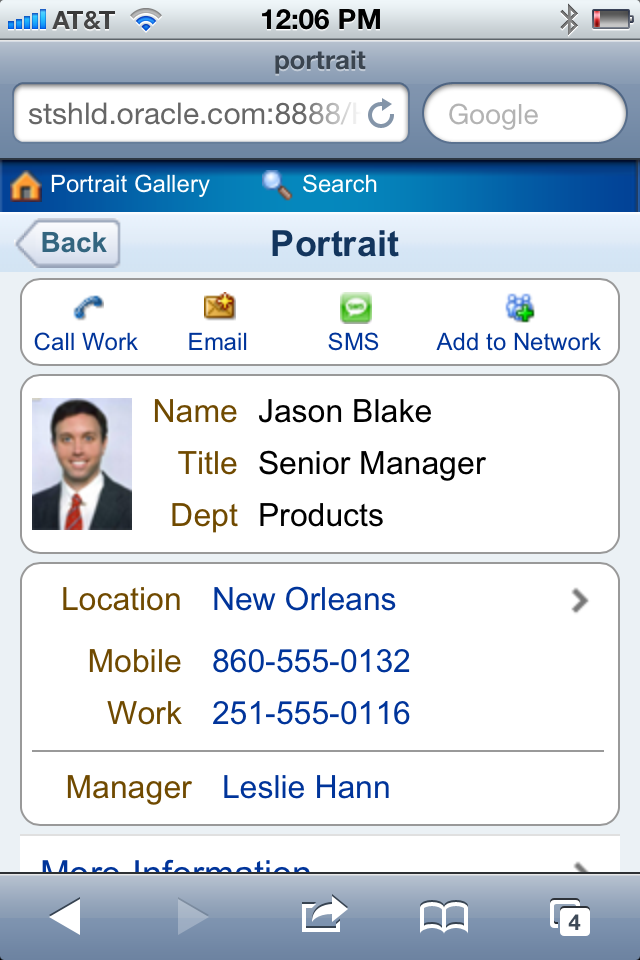 AT&T 12:06 PM
portrait
stshld.oracle.com:8888/ Google
Portrait Gallery Search
Back Portrait
Call Work Email SMS Add to Network
Name Jason Blake
Title Senior Manager
Dept Products
Location New Orleans
Mobile 860-555-0132
Work 251-555-0116
Manager Leslie Hann
More Information
4